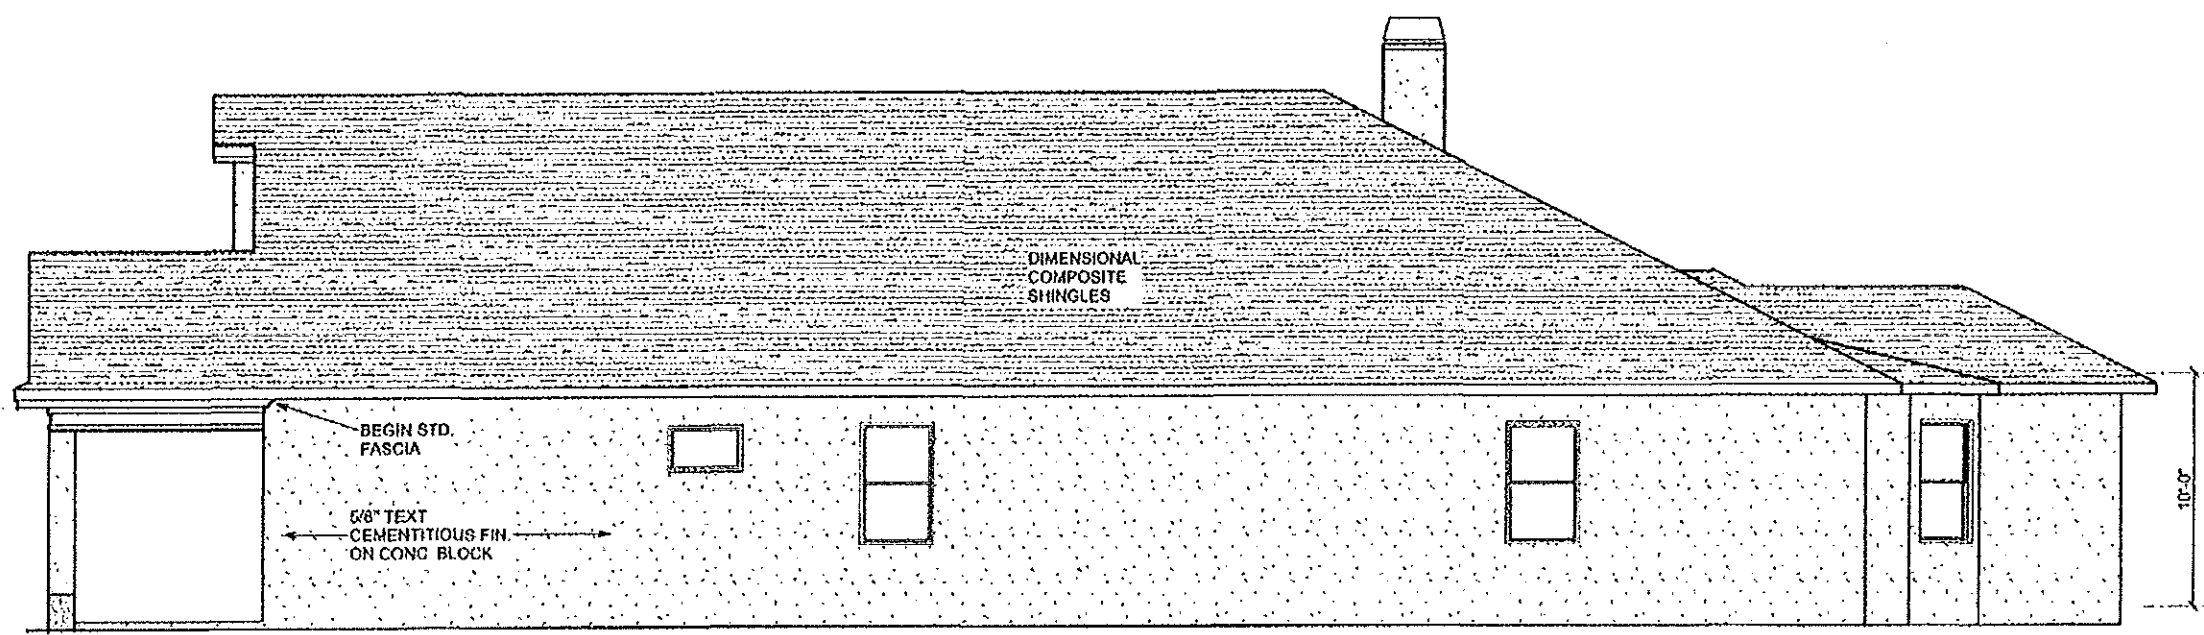 DIMENSIONAL
COMPOSITE
SHINGLES
BEGIN STD.
FASCIA
5/8" TEXT
CEMENTITIOUS FIN.
ON CONC BLOCK
10'-0"